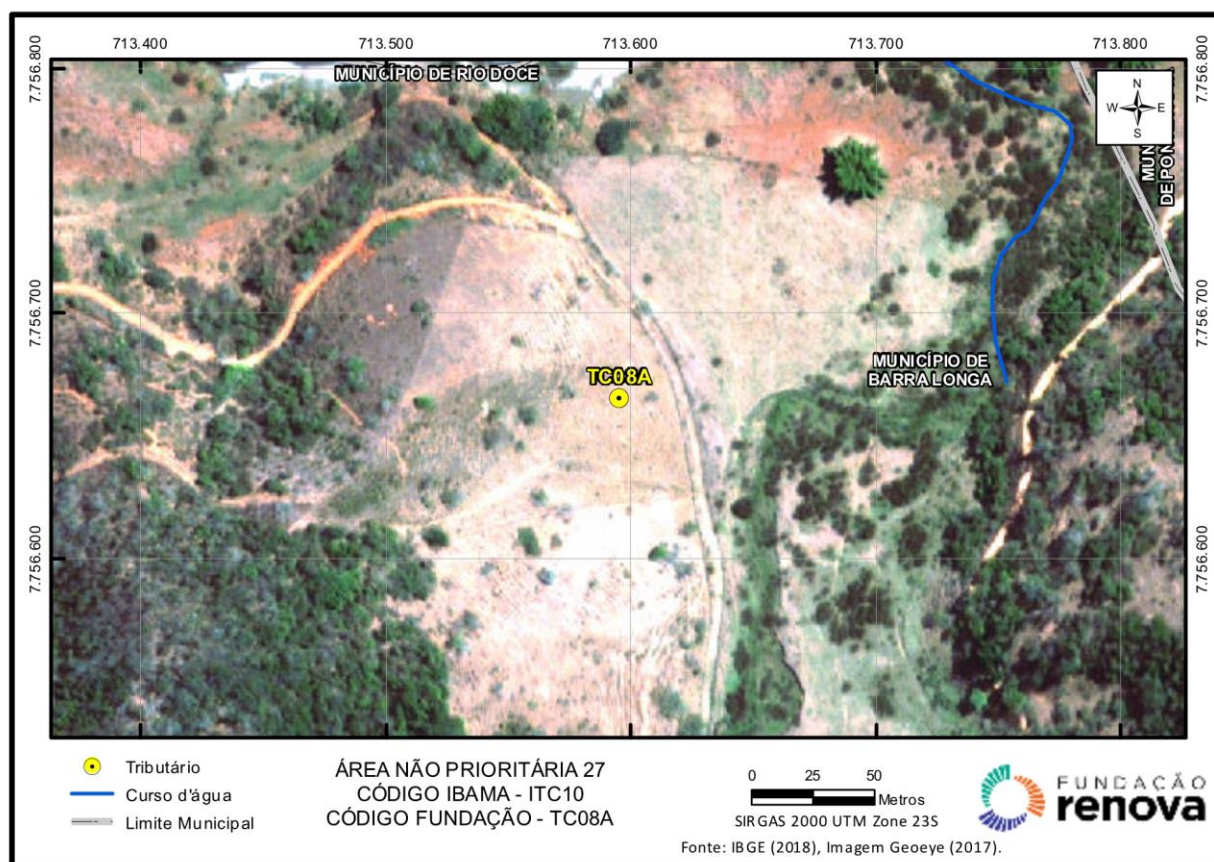 713.400 713.500 713.600 713.700 713.800
7.756.800 7.756.800
MUNICÍPIO DE RIO DOCE
N
W E
S
MUNI
DE PON
7.756.700 7.756.700
MUNICÍPIO DE
BARRA LONGA
TC08A
7.756.600 7.756.600
Tributário
Curso d'água
Limite Municipal
ÁREA NÃO PRIORITÁRIA 27
CÓDIGO IBAMA - ITC10
CÓDIGO FUNDAÇÃO - TC08A
0 25 50
Metros
SIRGAS 2000 UTM Zone 23S
Fonte: IBGE (2018), Imagem Geoeye (2017).
FUNDAÇÃO
renova